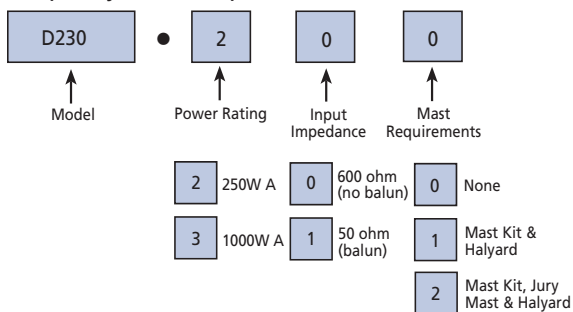 D230 • 2 0 0
Model
Power Rating
Input
Impedance
Mast
Requirements
2 250W A
0 600 ohm
(no balun)
0 None
3 1000W A
1 50 ohm
(balun)
1 Mast Kit &
Halyard
2 Mast Kit, Jury
Mast & Halyard